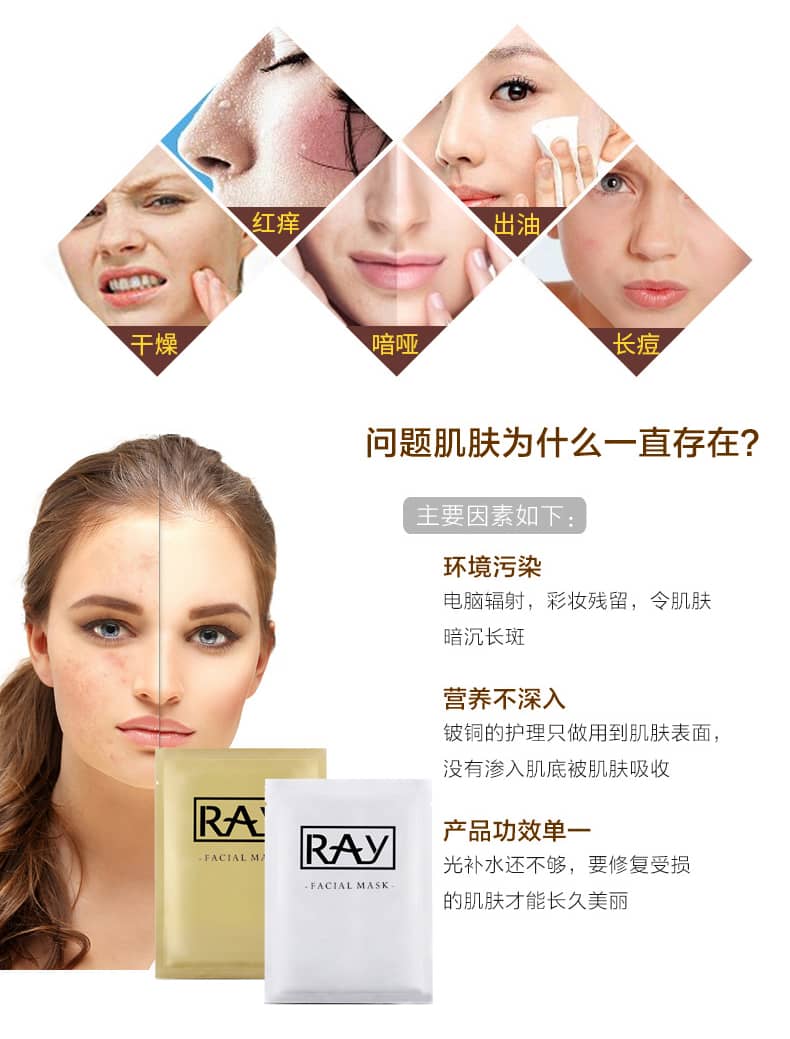 红痒
出油
干燥
喑哑
长痘
问题肌肤为什么一直存在？
主要因素如下：
环境污染
电脑辐射，彩妆残留，令肌肤
暗沉长斑
营养不深入
铍铜的护理只做用到肌肤表面，
没有渗入肌底被肌肤吸收
产品功效单一
光补水还不够，要修复受损
的肌肤才能长久美丽
RAY
- FACIAL MA
RAY
- FACIAL MASK -